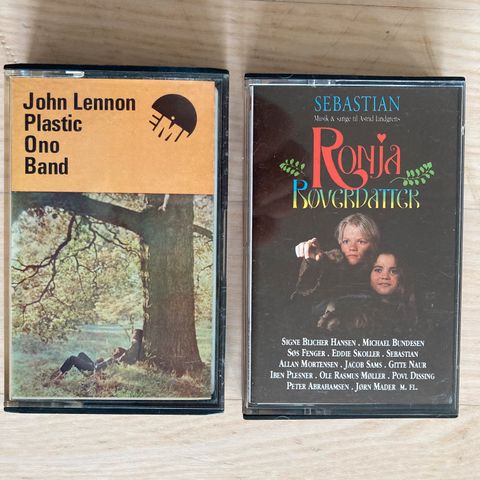 John Lennon
Plastic
Ono
Band
EMI
SEBASTIAN
Musik & sange til Astrid Lindgrens
RONJA
RØVERDATTER
SIGNE BLICHER HANSEN . MICHAEL BUNDESEN
SØS FENGER . EDDIE SKOLLER . SEBASTIAN
ALLAN MORTENSEN . JACOB SAMS . GITTE NAUR
IBEN PLESNER . OLE RASMUS MØLLER . POVL DISSING
PETER ABRAHAMSEN . JØRN MADER M. FL.